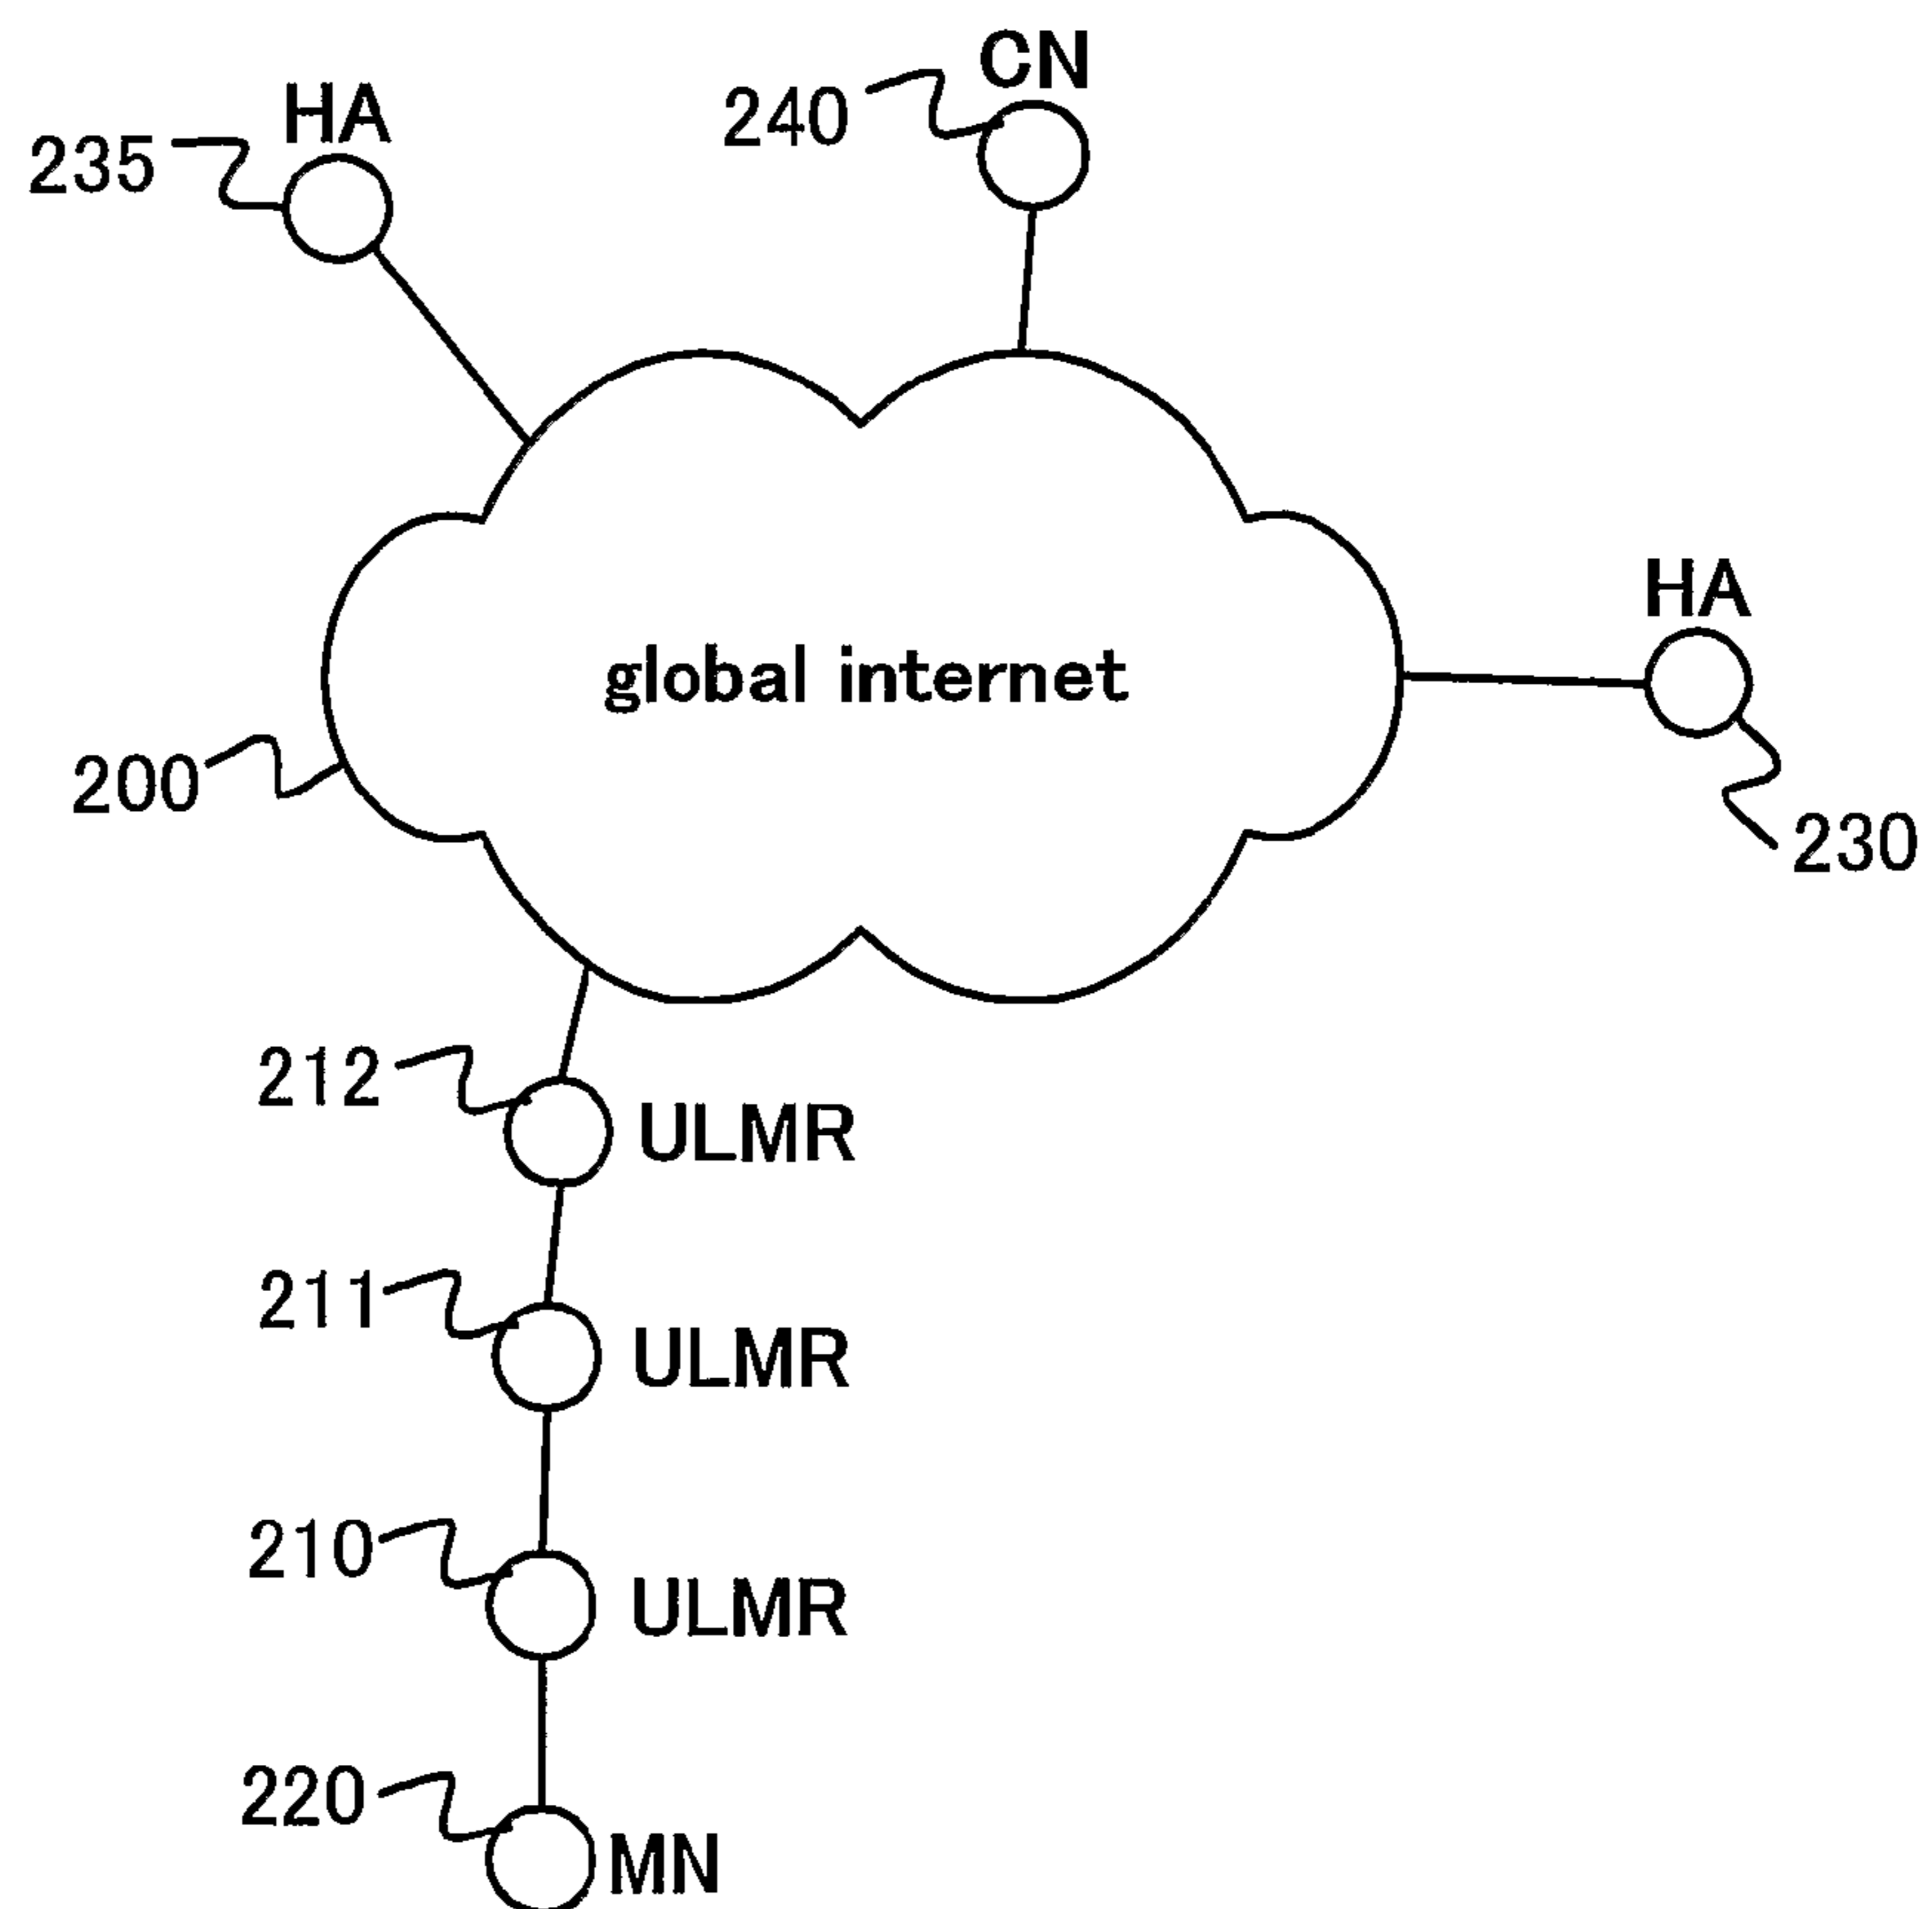 CN
240
HA
235
HA
global internet
200
230
212
ULMR
211
ULMR
210
ULMR
220
MN